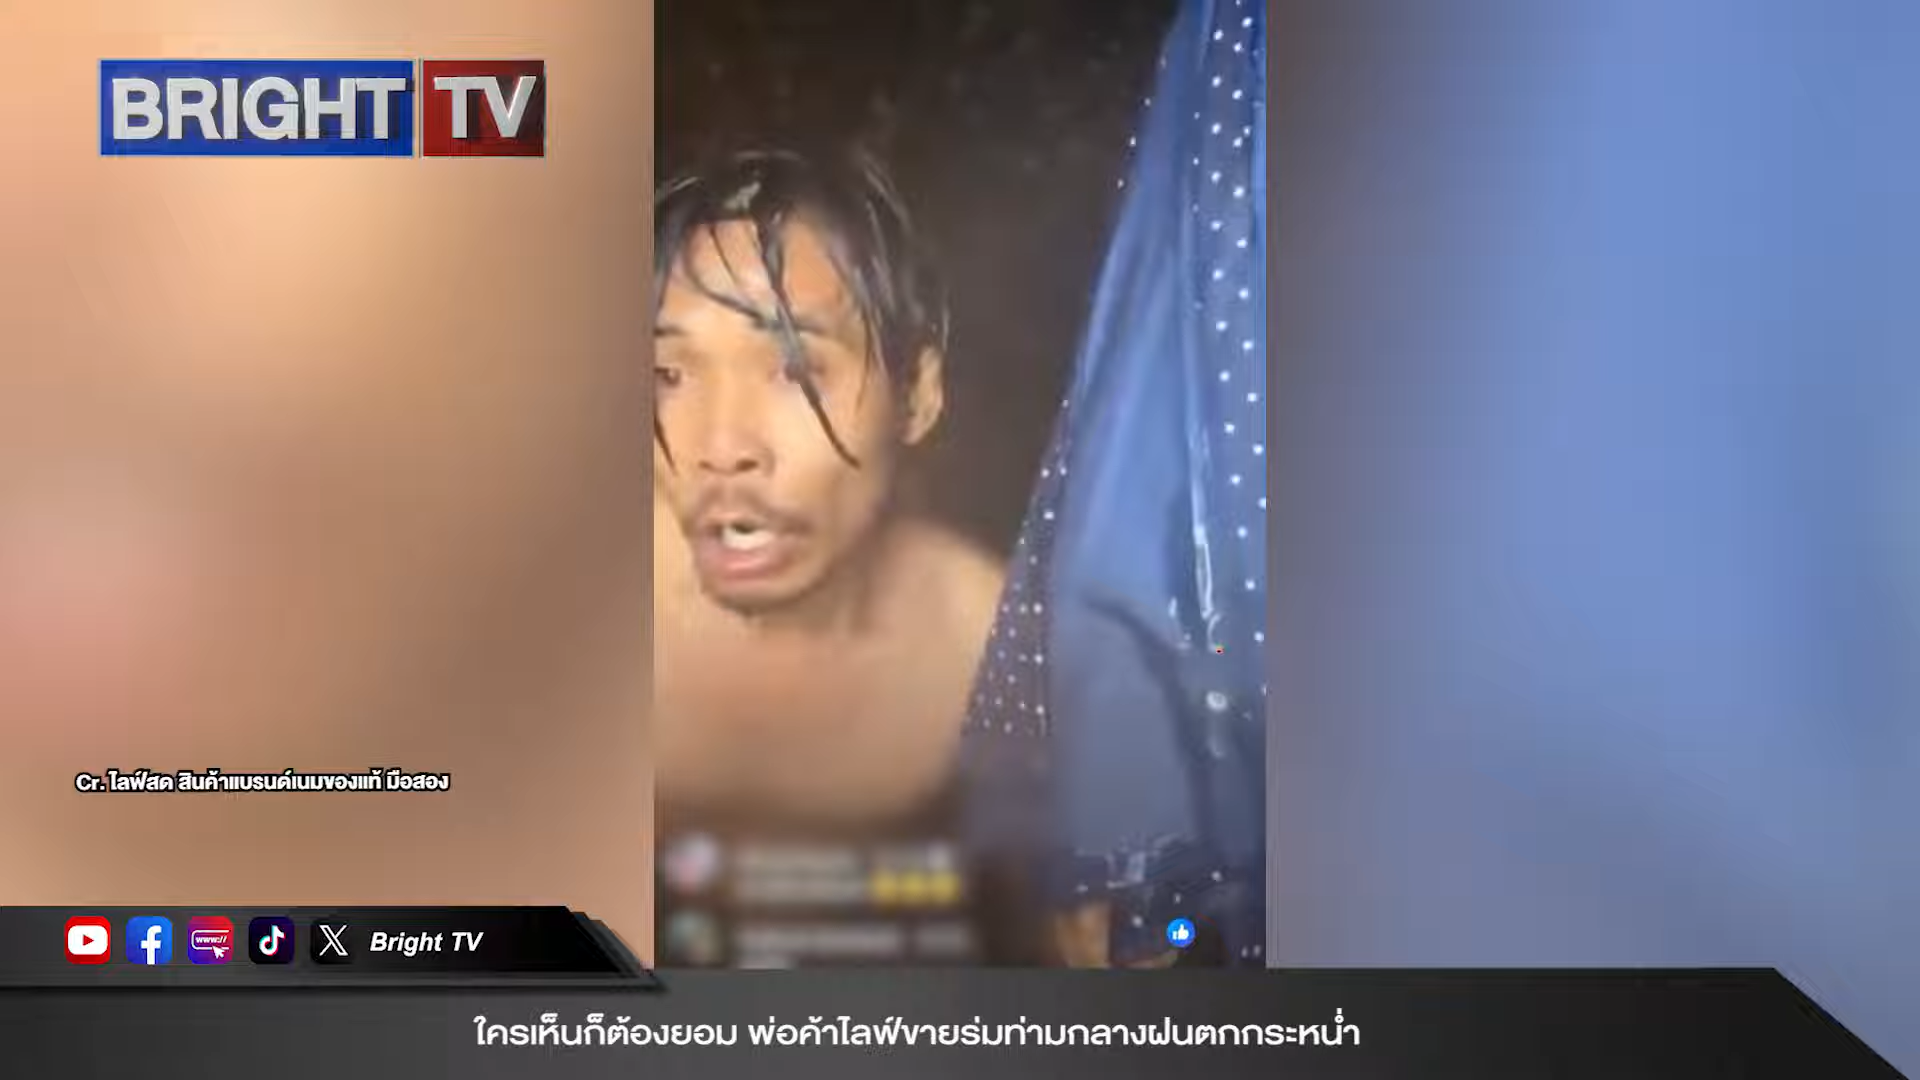 BRIGHT TV
Cr. ไลฟ์สด สินค้าแบรนด์เนมของแท้ มือสอง
www://
Bright TV
ใครเห็นก็ต้องยอม พ่อค้าไลฟ์ขายร่มท่ามกลางฝนตกกระหน่ำ